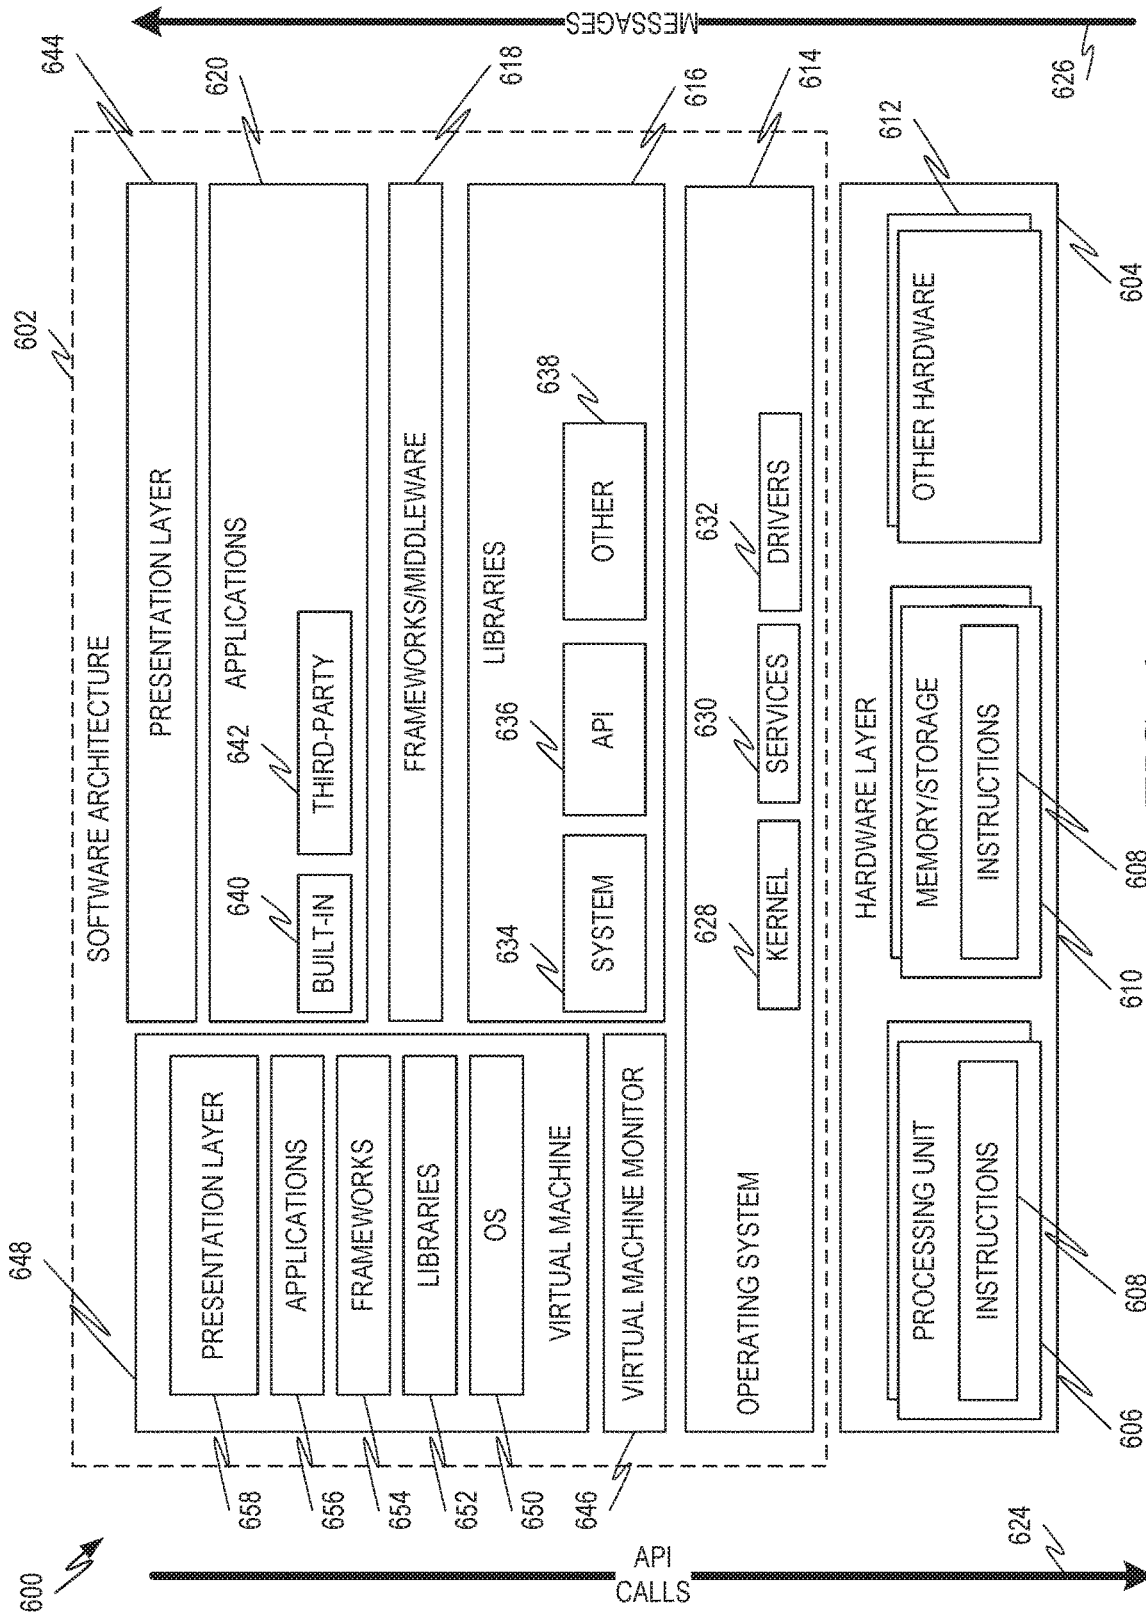 600
602
SOFTWARE ARCHITECTURE
644
648
PRESENTATION LAYER
658
PRESENTATION LAYER
620
APPLICATIONS
640
642
656
APPLICATIONS
BUILT-IN
THIRD-PARTY
654
FRAMEWORKS
FRAMEWORKS/MIDDLEWARE
618
652
LIBRARIES
LIBRARIES
650
OS
634
636
638
VIRTUAL MACHINE
SYSTEM
API
OTHER
646
VIRTUAL MACHINE MONITOR
616
API
CALLS
MESSAGES
OPERATING SYSTEM
628
630
632
KERNEL
SERVICES
DRIVERS
614
HARDWARE LAYER
612
PROCESSING UNIT
MEMORY/STORAGE
OTHER HARDWARE
INSTRUCTIONS
INSTRUCTIONS
624
606
608
610
608
604
626